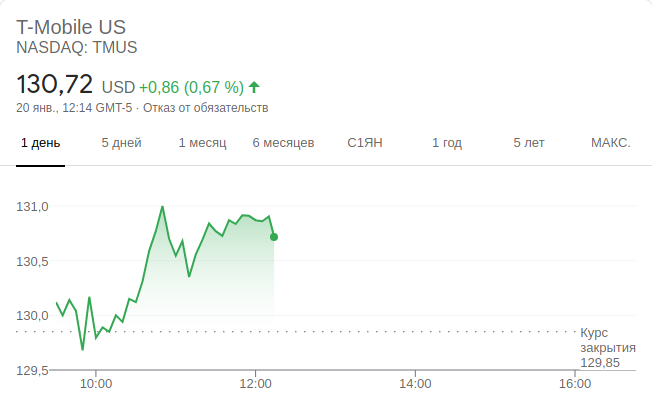 T-Mobile US
NASDAQ: TMUS
130,72 USD +0,86 (0,67 %)
20 янв., 12:14 GMT-5 · Отказ от обязательств
1 день 5 дней 1 месяц 6 месяцев С1ЯН 1 год 5 лет МАКС.
131,0
130,5
130,0
129,5
Курс
закрытия
129,85
10:00 12:00 14:00 16:00